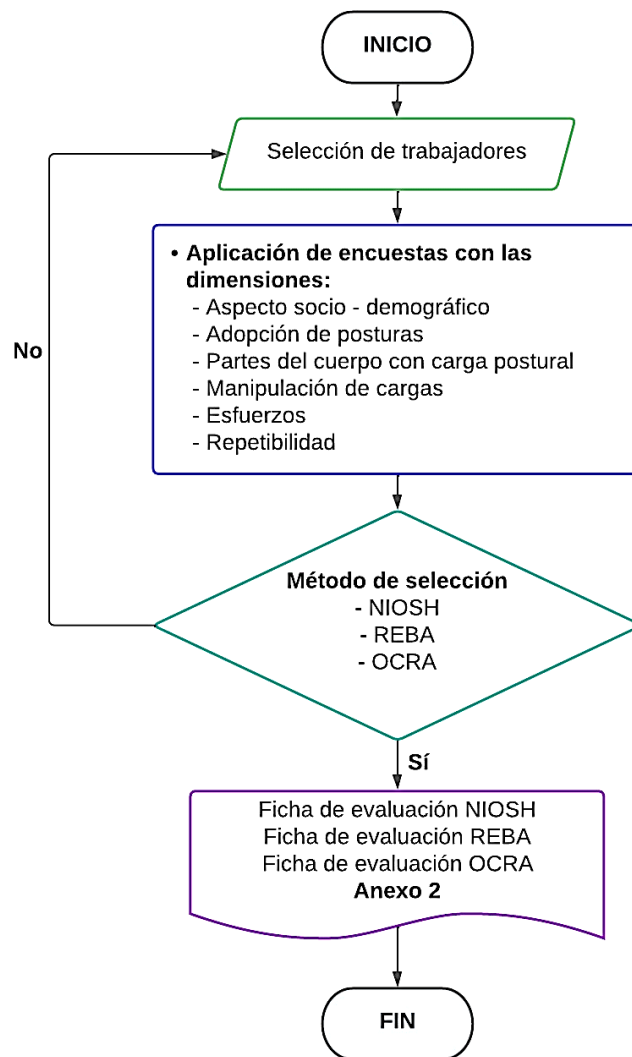 INICIO
Selección de trabajadores
• Aplicación de encuestas con las
dimensiones:
- Aspecto socio - demográfico
- Adopción de posturas
- Partes del cuerpo con carga postural
- Manipulación de cargas
- Esfuerzos
- Repetibilidad
No
Método de selección
- NIOSH
- REBA
- OCRA
Sí
Ficha de evaluación NIOSH
Ficha de evaluación REBA
Ficha de evaluación OCRA
Anexo 2
FIN